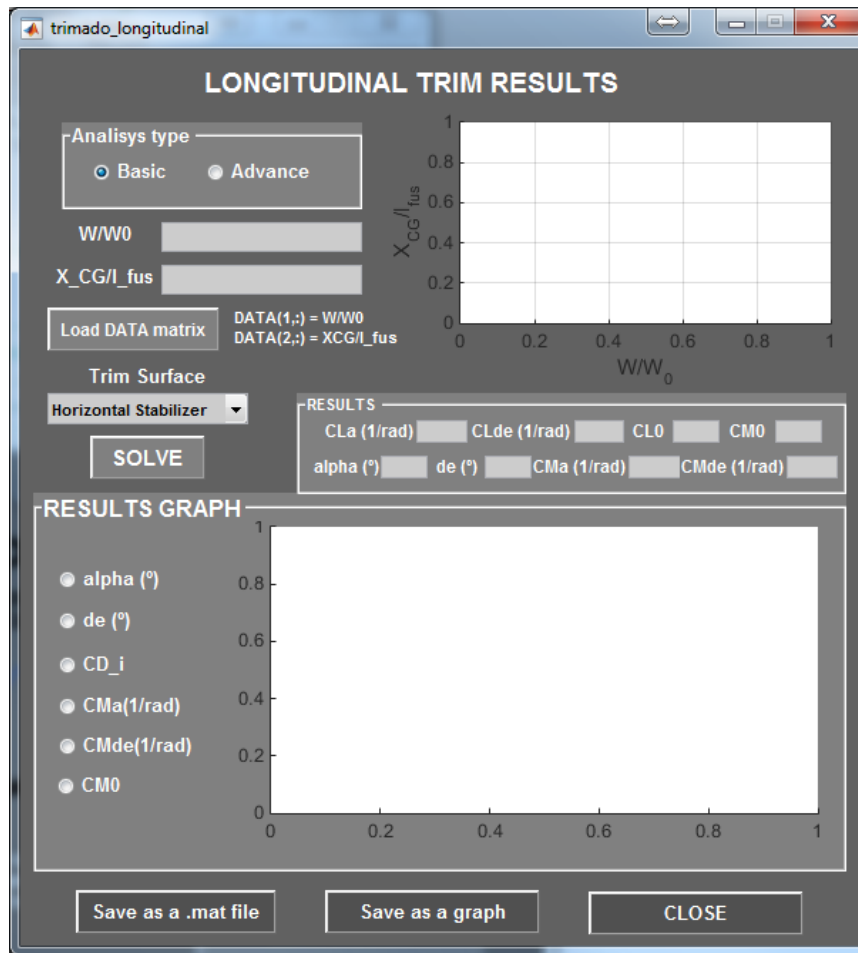 trimado_longitudinal
LONGITUDINAL TRIM RESULTS
Analisys type
Basic Advance
W/W0
X_CG/l_fus
Load DATA matrix
DATA(1,:) = W/W0
DATA(2,:) = XCG/l_fus
1
0.8
0.6
0.4
0.2
0
X_CG/l_fus
0 0.2 0.4 0.6 0.8 1
W/W_0
Trim Surface
Horizontal Stabilizer
SOLVE
RESULTS
CLa (1/rad) CLde (1/rad) CL0 CM0
alpha (º) de (º) CMa (1/rad) CMde (1/rad)
RESULTS GRAPH
alpha (º)
de (º)
CD_i
CMa(1/rad)
CMde(1/rad)
CM0
1
0.8
0.6
0.4
0.2
0
0 0.2 0.4 0.6 0.8 1
Save as a .mat file Save as a graph CLOSE